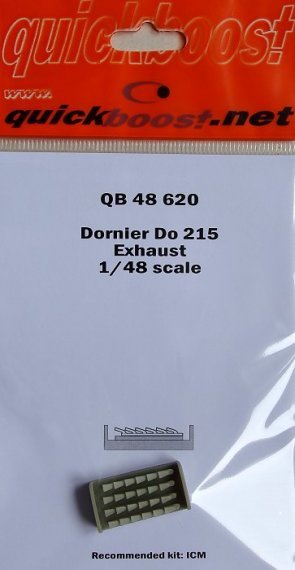 quickboost
www.
quickboost.net
QB 48 620
Dornier Do 215
Exhaust
1/48 scale
Recommended kit: ICM